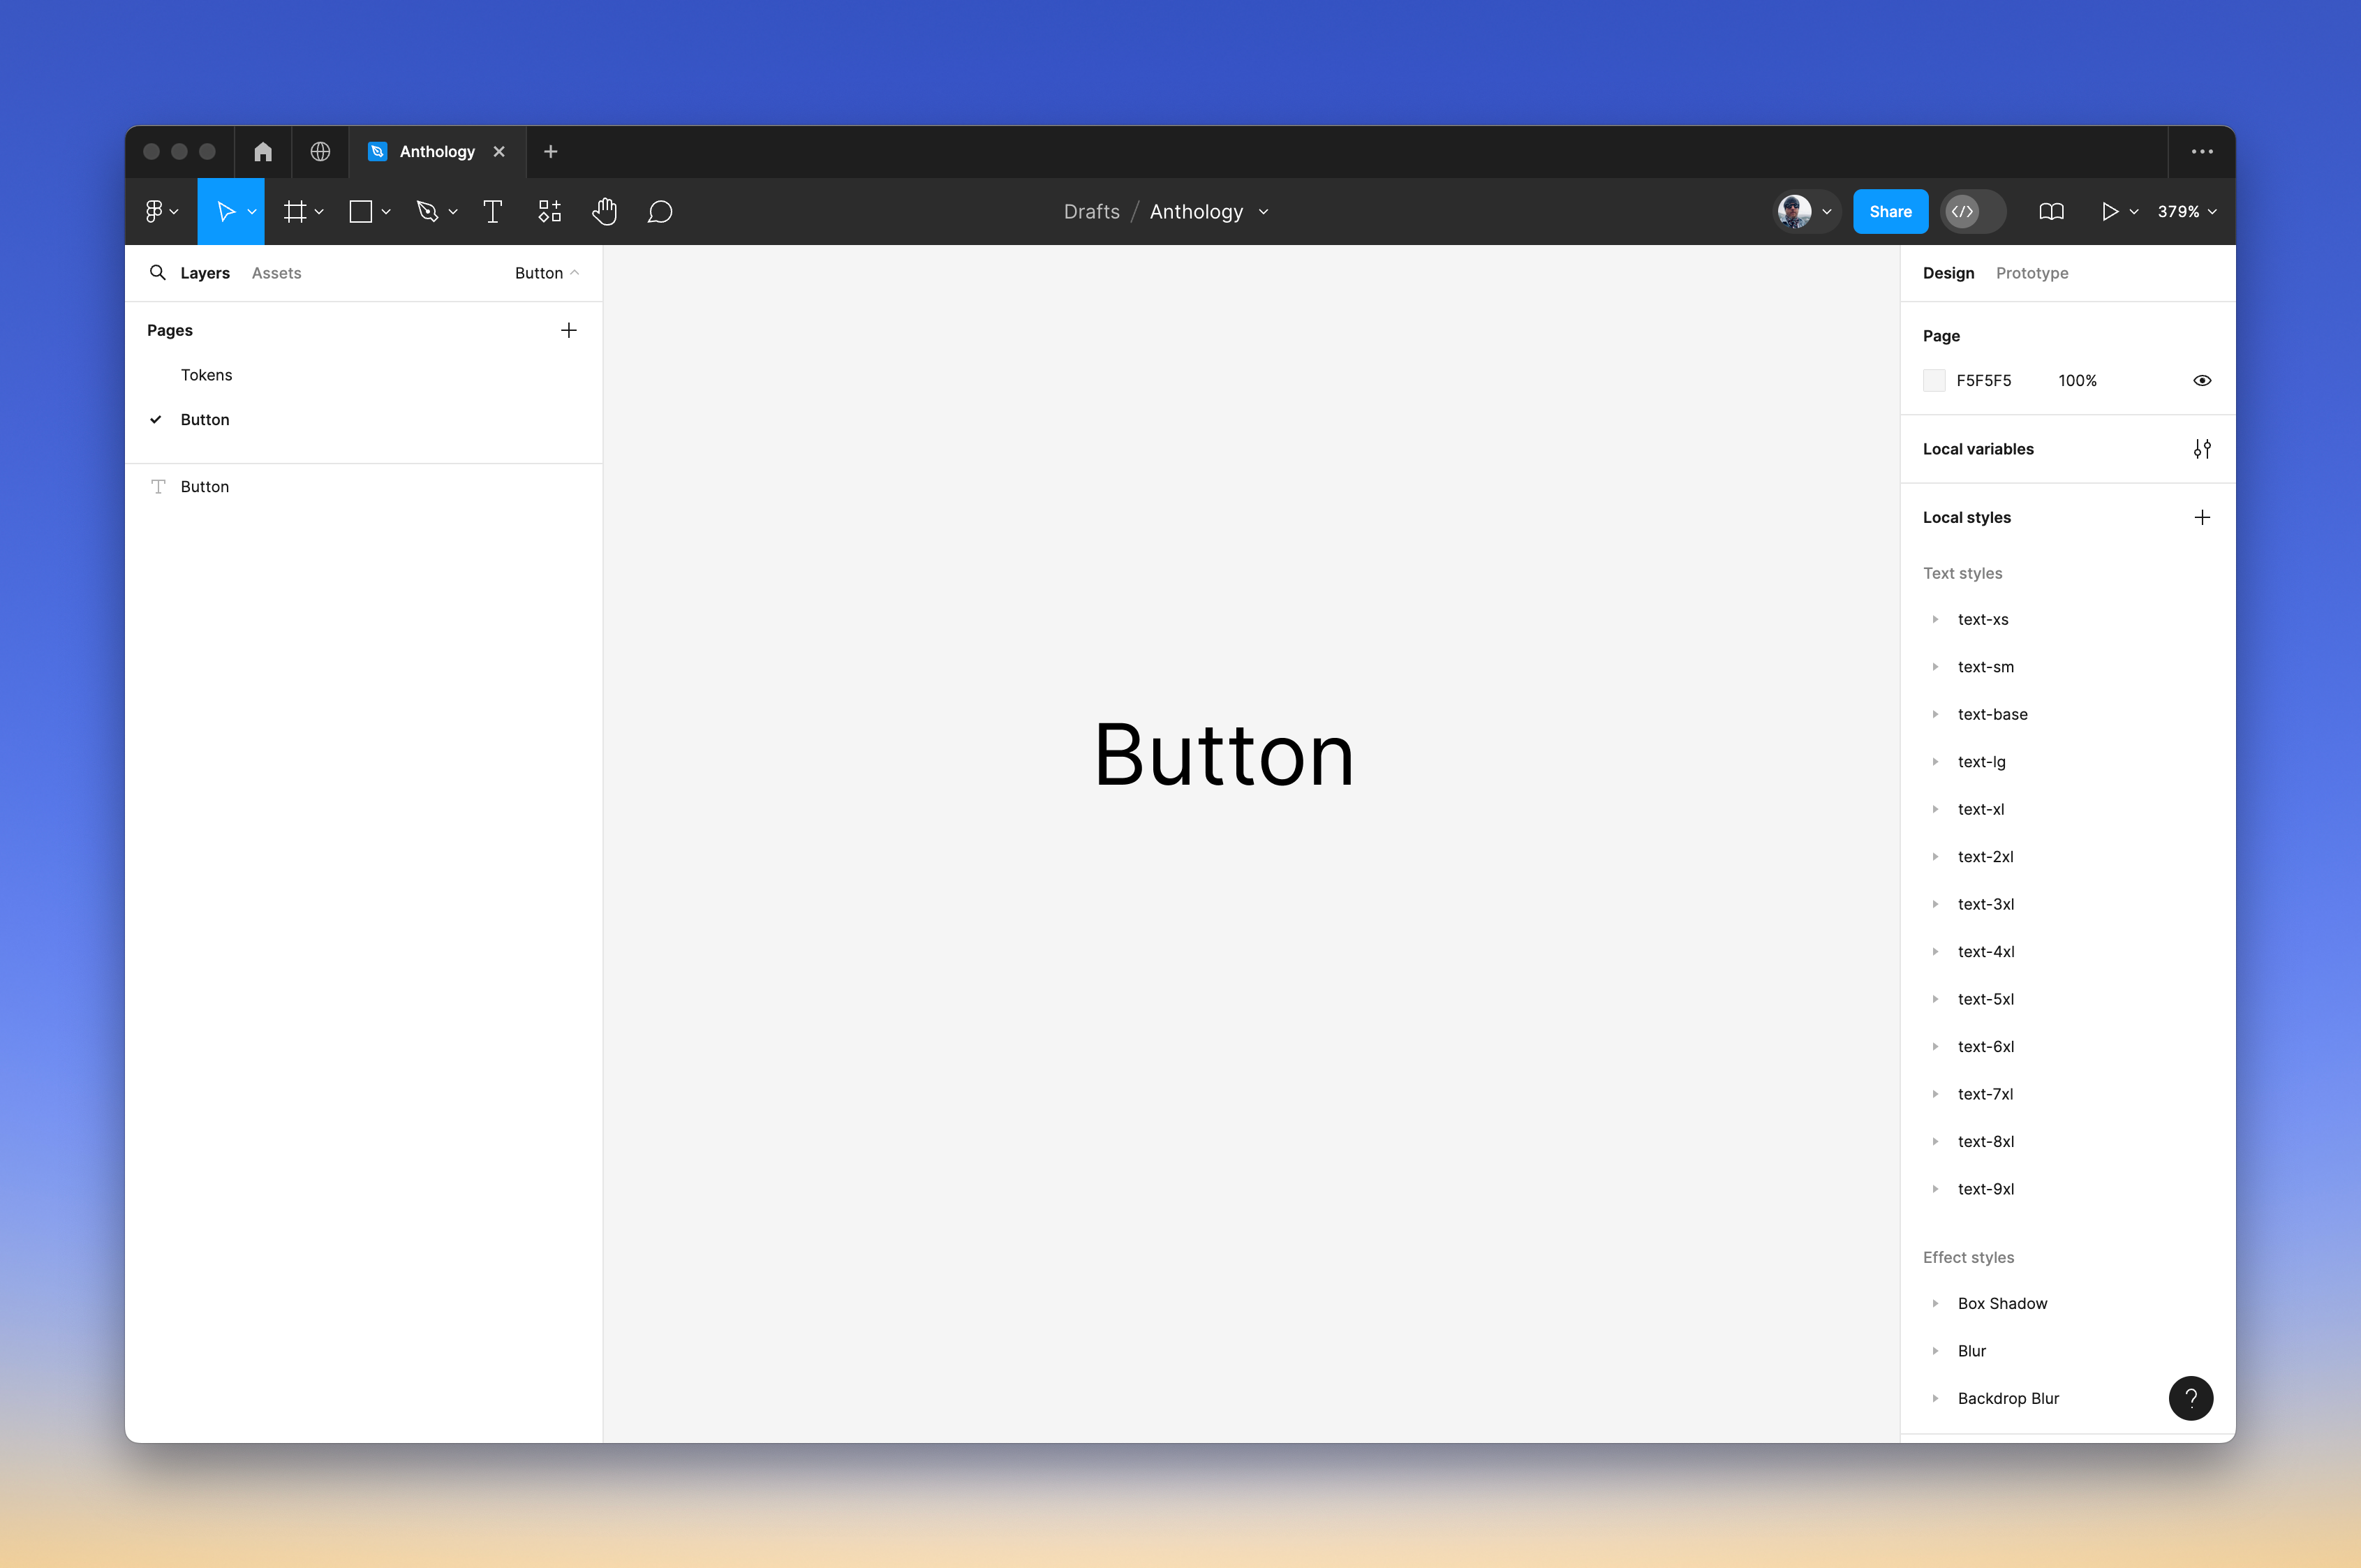 Anthology
Drafts / Anthology
Share
379%
Layers Assets Button
Pages
Tokens
Button
Button
Button
Design Prototype
Page
F5F5F5 100%
Local variables
Local styles
Text styles
text-xs
text-sm
text-base
text-lg
text-xl
text-2xl
text-3xl
text-4xl
text-5xl
text-6xl
text-7xl
text-8xl
text-9xl
Effect styles
Box Shadow
Blur
Backdrop Blur
?